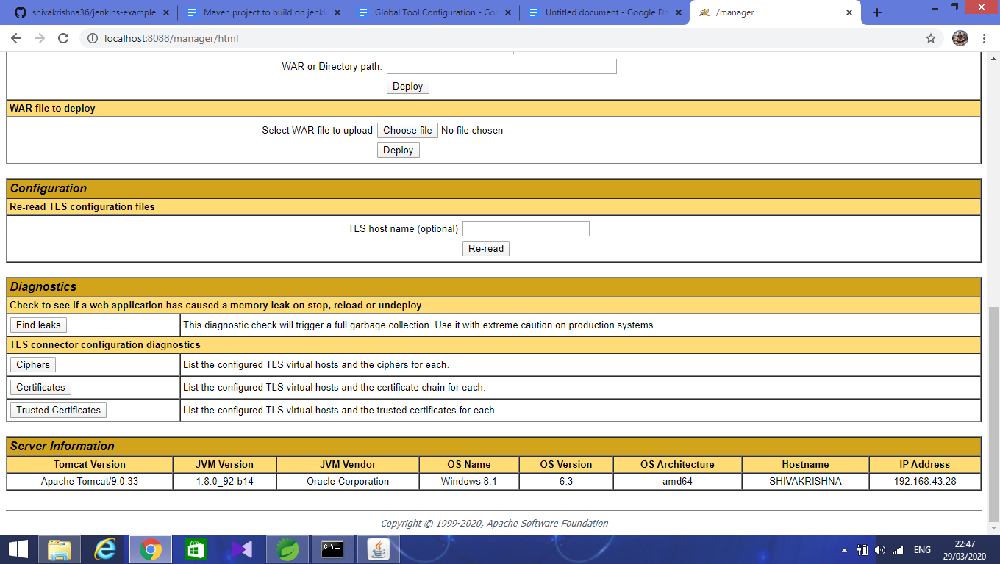 shivakrishna36/jenkins-example
Maven project to build on jenki
Global Tool Configuration - Goo
Untitled document - Google Do
/manager
localhost:8088/manager/html
WAR or Directory path:
Deploy
WAR file to deploy
Select WAR file to upload Choose file No file chosen
Deploy
Configuration
Re-read TLS configuration files
TLS host name (optional)
Re-read
Diagnostics
Check to see if a web application has caused a memory leak on stop, reload or undeploy
Find leaks This diagnostic check will trigger a full garbage collection. Use it with extreme caution on production systems.
TLS connector configuration diagnostics
Ciphers List the configured TLS virtual hosts and the ciphers for each.
Certificates List the configured TLS virtual hosts and the certificate chain for each.
Trusted Certificates List the configured TLS virtual hosts and the trusted certificates for each.
Server Information
Tomcat Version JVM Version JVM Vendor OS Name OS Version OS Architecture Hostname IP Address
Apache Tomcat/9.0.33 1.8.0_92-b14 Oracle Corporation Windows 8.1 6.3 amd64 SHIVAKRISHNA 192.168.43.28
Copyright © 1999-2020, Apache Software Foundation
C:\.
ENG
22:47
29/03/2020